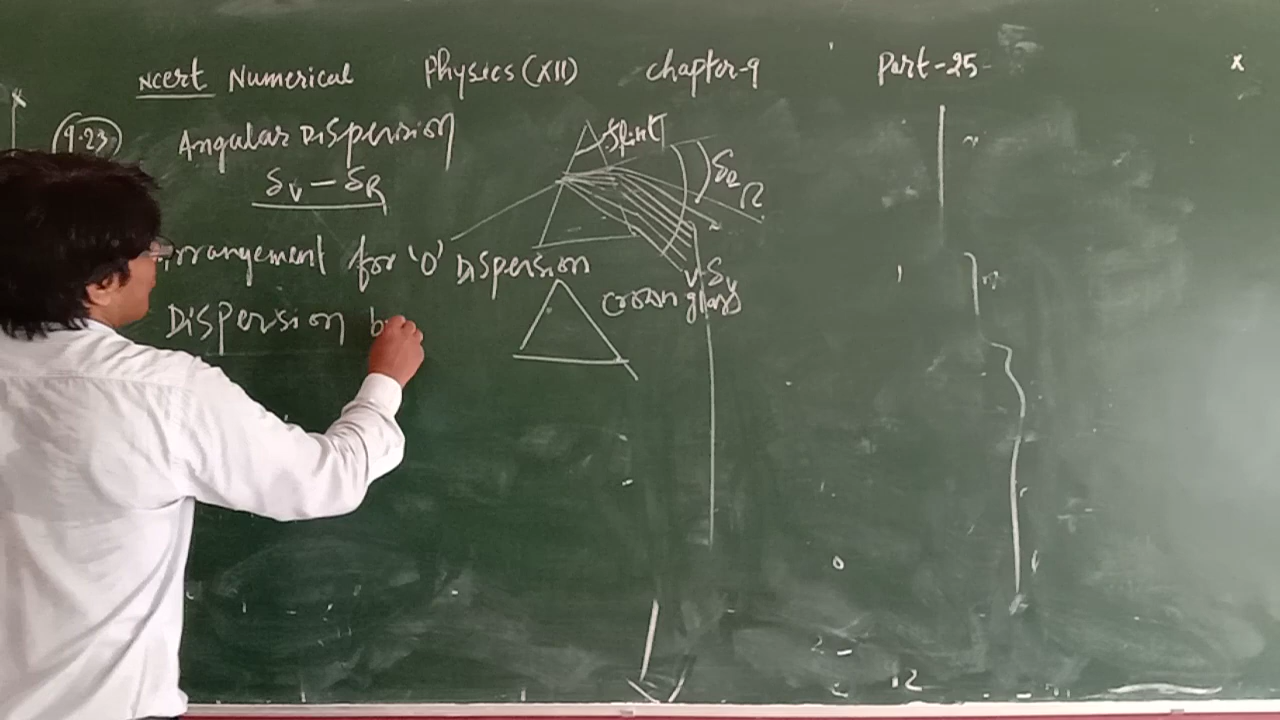 Ncert Numerical Physics (XII) chapter-9 Part-25
9.23 Angular Dispersion
δv - δR
Flint
δR
R
V δv
Arrangement for '0' Dispersion
crown glass
Dispersion b